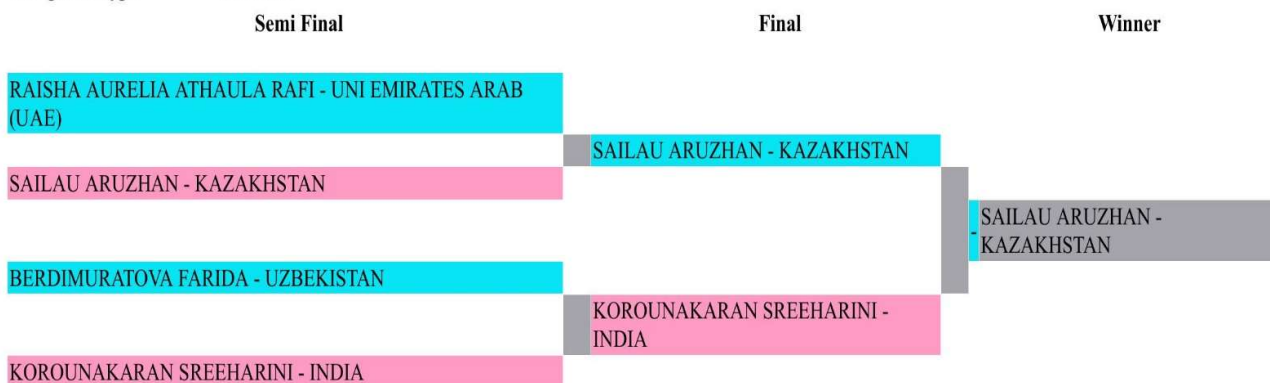 Semi Final Final Winner
RAISHA AURELIA ATHAULA RAFI - UNI EMIRATES ARAB
(UAE)
SAILAU ARUZHAN - KAZAKHSTAN
SAILAU ARUZHAN - KAZAKHSTAN
- SAILAU ARUZHAN -
KAZAKHSTAN
BERDIMURATOVA FARIDA - UZBEKISTAN
KOROUNAKARAN SREEHARINI -
INDIA
KOROUNAKARAN SREEHARINI - INDIA